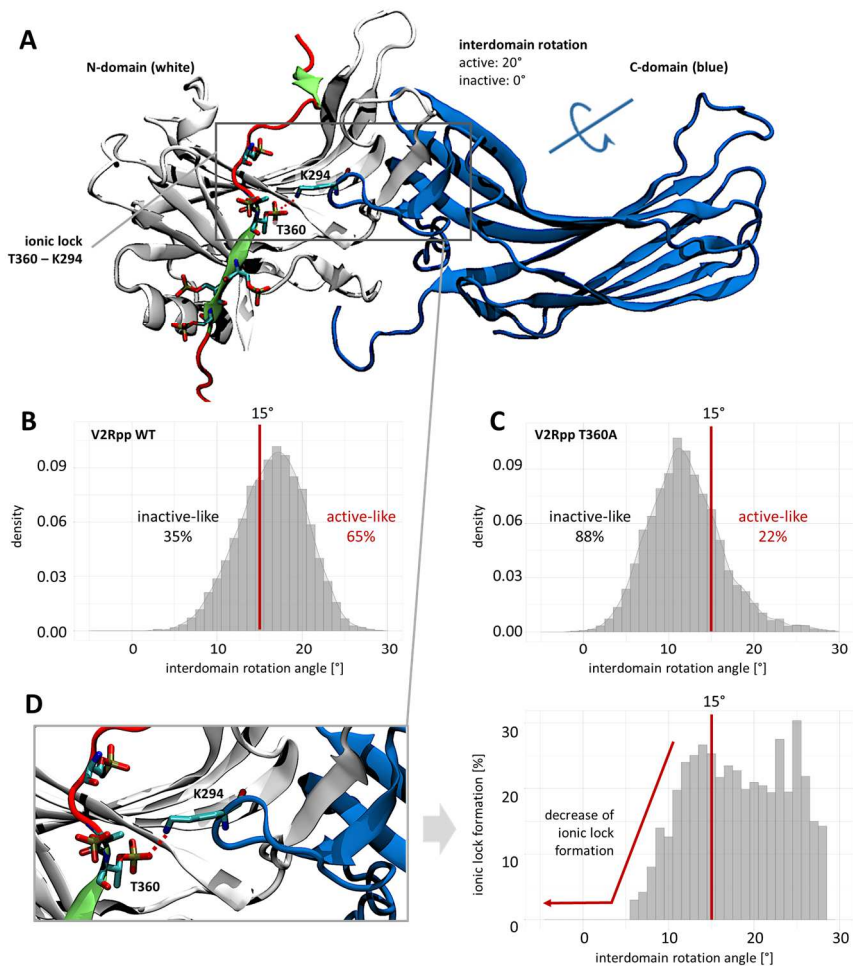 A
N-domain (white)
interdomain rotation
active: 20°
inactive: 0°
C-domain (blue)
K294
T360
ionic lock
T360 – K294
B
V2Rpp WT
15°
density
0.09
0.06
0.03
0.00
inactive-like
35%
active-like
65%
0
10
20
30
interdomain rotation angle [°]
C
V2Rpp T360A
15°
density
0.09
0.06
0.03
0.00
inactive-like
88%
active-like
22%
0
10
20
30
interdomain rotation angle [°]
D
K294
T360
15°
ionic lock formation [%]
30
20
10
0
decrease of
ionic lock
formation
0
10
20
30
interdomain rotation angle [°]